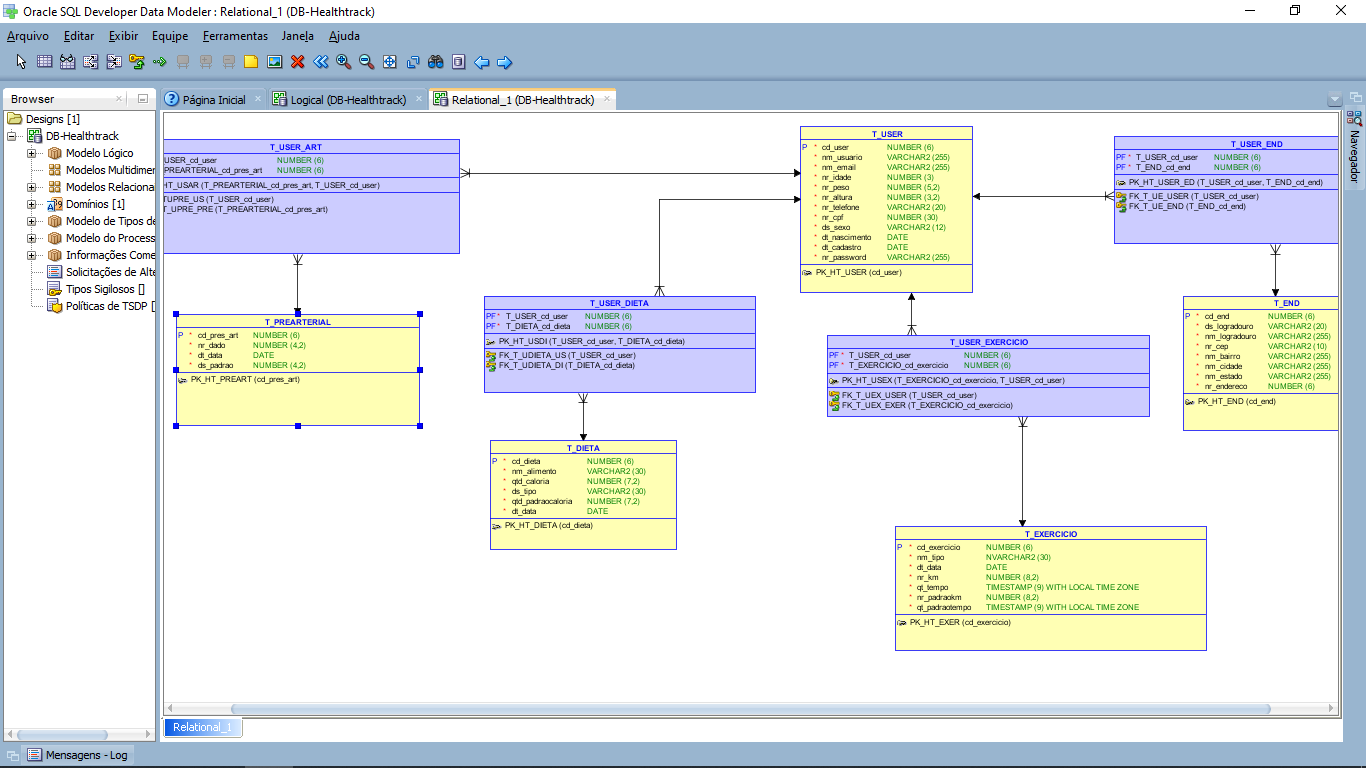 Oracle SQL Developer Data Modeler : Relational_1 (DB-Healthtrack)
Arquivo Editar Exibir Equipe Ferramentas Janela Ajuda
Browser
Designs [1]
DB-Healthtrack
Modelo Lógico
Modelos Multidimen
Modelos Relaciona
Domínios [1]
Modelo de Tipos de
Modelo do Process
Informações Come
Solicitações de Alte
Tipos Sigilosos []
Políticas de TSDP [
Página Inicial
Logical (DB-Healthtrack)
Relational_1 (DB-Healthtrack)
Navegador
T_USER_ART
USER_cd_user NUMBER (6)
PREARTERIAL_cd_pres_art NUMBER (6)
HT_USAR (T_PREARTERIAL_cd_pres_art, T_USER_cd_user)
TUPRE_US (T_USER_cd_user)
T_UPRE_PRE (T_PREARTERIAL_cd_pres_art)
T_PREARTERIAL
P * cd_pres_art NUMBER (6)
* nr_dado NUMBER (4,2)
* dt_data DATE
* ds_padrao NUMBER (4,2)
PK_HT_PREART (cd_pres_art)
T_USER_DIETA
PF* T_USER_cd_user NUMBER (6)
PF* T_DIETA_cd_dieta NUMBER (6)
PK_HT_USDI (T_USER_cd_user, T_DIETA_cd_dieta)
FK_T_UDIETA_US (T_USER_cd_user)
FK_T_UDIETA_DI (T_DIETA_cd_dieta)
T_DIETA
P * cd_dieta NUMBER (6)
* nm_alimento VARCHAR2 (30)
* qtd_caloria NUMBER (7,2)
* ds_tipo VARCHAR2 (30)
* qtd_padraocaloria NUMBER (7,2)
* dt_data DATE
PK_HT_DIETA (cd_dieta)
T_USER
P * cd_user NUMBER (6)
* nm_usuario VARCHAR2 (255)
* nm_email VARCHAR2 (255)
* nr_idade NUMBER (3)
* nr_peso NUMBER (5,2)
* nr_altura NUMBER (3,2)
* nr_telefone VARCHAR2 (20)
* nr_cpf NUMBER (30)
* ds_sexo VARCHAR2 (12)
* dt_nascimento DATE
* dt_cadastro DATE
* nr_password VARCHAR2 (255)
PK_HT_USER (cd_user)
T_USER_EXERCICIO
PF* T_USER_cd_user NUMBER (6)
PF* T_EXERCICIO_cd_exercicio NUMBER (6)
PK_HT_USEX (T_EXERCICIO_cd_exercicio, T_USER_cd_user)
FK_T_UEX_USER (T_USER_cd_user)
FK_T_UEX_EXER (T_EXERCICIO_cd_exercicio)
T_EXERCICIO
P * cd_exercicio NUMBER (6)
* nm_tipo NVARCHAR2 (30)
* dt_data DATE
* nr_km NUMBER (8,2)
* qt_tempo TIMESTAMP (9) WITH LOCAL TIME ZONE
* nr_padraokm NUMBER (8,2)
* qt_padraotempo TIMESTAMP (9) WITH LOCAL TIME ZONE
PK_HT_EXER (cd_exercicio)
T_USER_END
PF* T_USER_cd_user NUMBER (6)
PF* T_END_cd_end NUMBER (6)
PK_HT_USER_ED (T_USER_cd_user, T_END_cd_end)
FK_T_UE_USER (T_USER_cd_user)
FK_T_UE_END (T_END_cd_end)
T_END
P * cd_end NUMBER (6)
* ds_logradouro VARCHAR2 (20)
* nm_logradouro VARCHAR2 (255)
* nr_cep VARCHAR2 (10)
* nm_bairro VARCHAR2 (255)
* nm_cidade VARCHAR2 (255)
* nm_estado VARCHAR2 (255)
* nr_endereco NUMBER (6)
PK_HT_END (cd_end)
Relational_1
Mensagens - Log